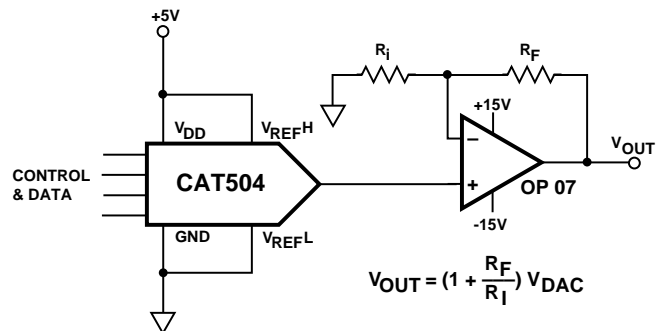 +5V
Ri RF
+15V
VDD VREFH
VOUT
CONTROL
& DATA
CAT504
−
+
OP 07
-15V
GND VREFL
VOUT = (1 + RF/RI) VDAC